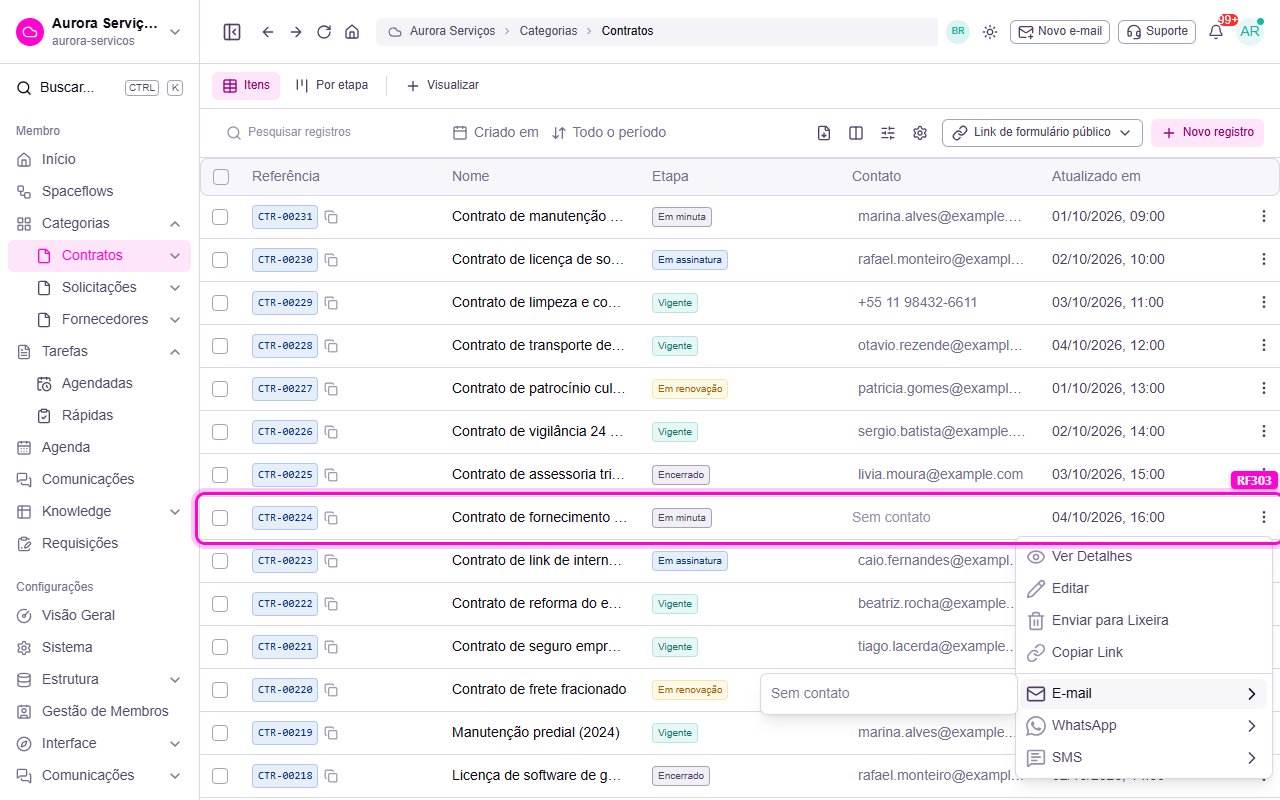 Aurora Serviç...
aurora-servicos
Buscar...
CTRL
K
Membro
Início
Spaceflows
Categorias
Contratos
Solicitações
Fornecedores
Tarefas
Agendadas
Rápidas
Agenda
Comunicações
Knowledge
Requisições
Configurações
Visão Geral
Sistema
Estrutura
Gestão de Membros
Interface
Comunicações
Aurora Serviços > Categorias > Contratos
BR
Novo e-mail
Suporte
99+
AR
Itens
Por etapa
Visualizar
Pesquisar registros
Criado em
Todo o período
Link de formulário público
Novo registro
Referência Nome Etapa Contato Atualizado em
CTR-00231 Contrato de manutenção ... Em minuta marina.alves@example.... 01/10/2026, 09:00
CTR-00230 Contrato de licença de so... Em assinatura rafael.monteiro@exampl... 02/10/2026, 10:00
CTR-00229 Contrato de limpeza e co... Vigente +55 11 98432-6611 03/10/2026, 11:00
CTR-00228 Contrato de transporte de... Vigente otavio.rezende@exampl... 04/10/2026, 12:00
CTR-00227 Contrato de patrocínio cul... Em renovação patricia.gomes@exampl... 01/10/2026, 13:00
CTR-00226 Contrato de vigilância 24 ... Vigente sergio.batista@example.... 02/10/2026, 14:00
CTR-00225 Contrato de assessoria tri... Encerrado livia.moura@example.com 03/10/2026, 15:00
RF303
CTR-00224 Contrato de fornecimento ... Em minuta Sem contato 04/10/2026, 16:00
CTR-00223 Contrato de link de intern... Em assinatura caio.fernandes@exampl.
CTR-00222 Contrato de reforma do e... Vigente beatriz.rocha@example...
CTR-00221 Contrato de seguro empr... Vigente tiago.lacerda@example...
CTR-00220 Contrato de frete fracionado Em renovação
CTR-00219 Manutenção predial (2024) Vigente marina.alves@example...
CTR-00218 Licença de software de g... Encerrado rafael.monteiro@exampl.
Ver Detalhes
Editar
Enviar para Lixeira
Copiar Link
E-mail
WhatsApp
SMS
Sem contato